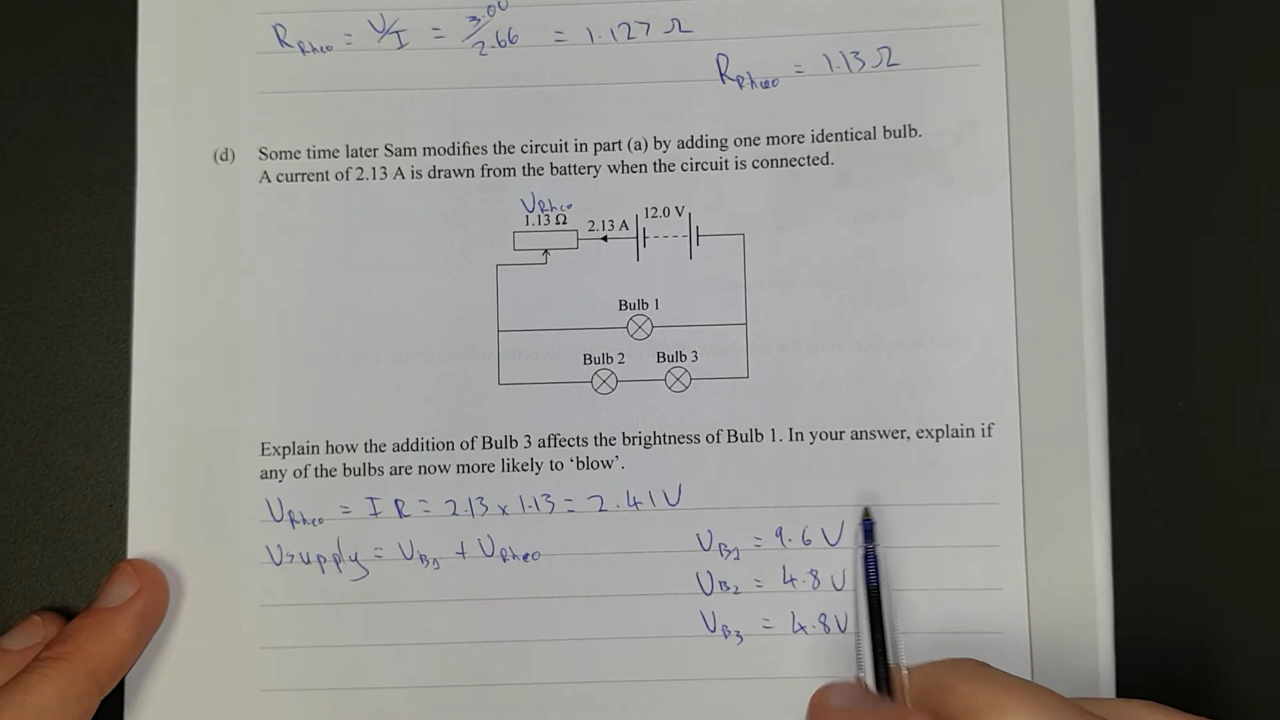 R_Rheo = V/I = 3.00/2.66 = 1.127 Ω
R_Rheo = 1.13 Ω
(d) Some time later Sam modifies the circuit in part (a) by adding one more identical bulb.
A current of 2.13 A is drawn from the battery when the circuit is connected.
V_Rheo
1.13 Ω 2.13 A 12.0 V
Bulb 1
Bulb 2 Bulb 3
Explain how the addition of Bulb 3 affects the brightness of Bulb 1. In your answer, explain if
any of the bulbs are now more likely to ‘blow’.
V_Rheo = I R = 2.13 x 1.13 = 2.41 V
Vsupply = V_B1 + V_Rheo
V_B1 = 9.6 V
V_B2 = 4.8 V
V_B3 = 4.8 V